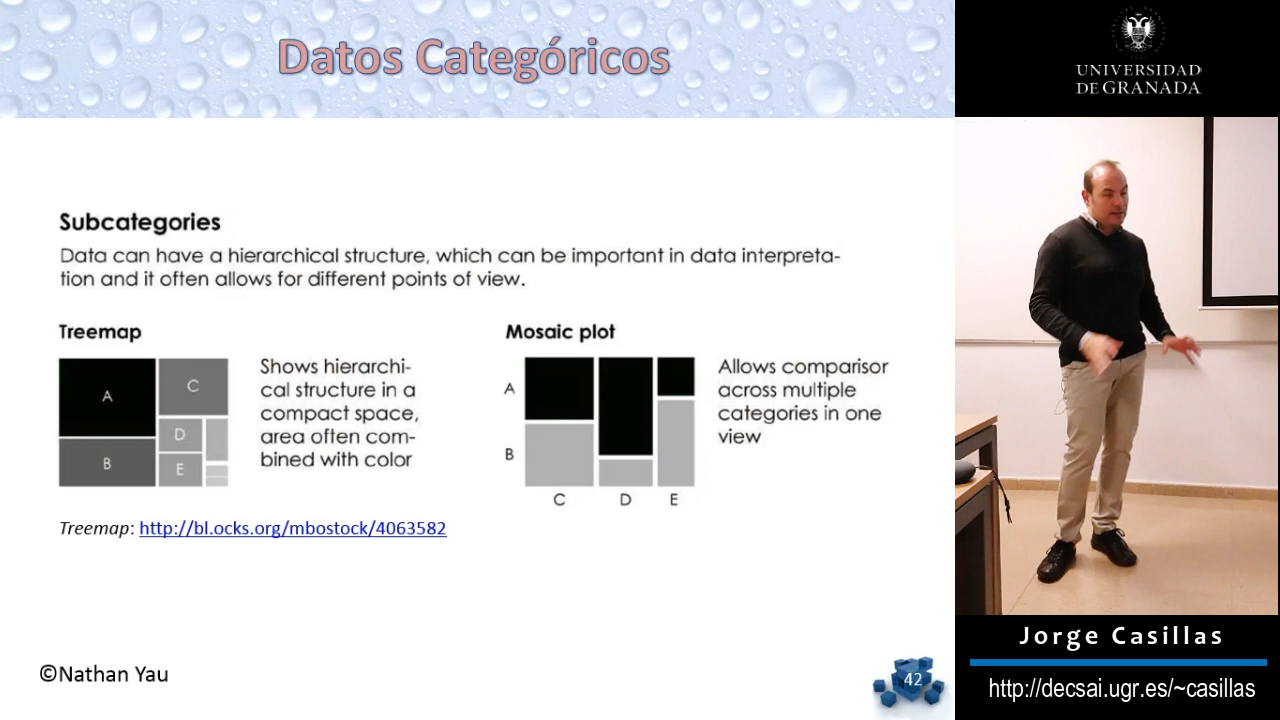 Datos Categóricos
Subcategories
Data can have a hierarchical structure, which can be important in data interpreta-
tion and it often allows for different points of view.
Treemap
A
C
D
B
E
Shows hierarchi-
cal structure in a
compact space,
area often com-
bined with color
Mosaic plot
A
B
C D E
Allows comparisor
across multiple
categories in one
view
Treemap: http://bl.ocks.org/mbostock/4063582
©Nathan Yau
42
UNIVERSIDAD
DE GRANADA
Jorge Casillas
http://decsai.ugr.es/~casillas